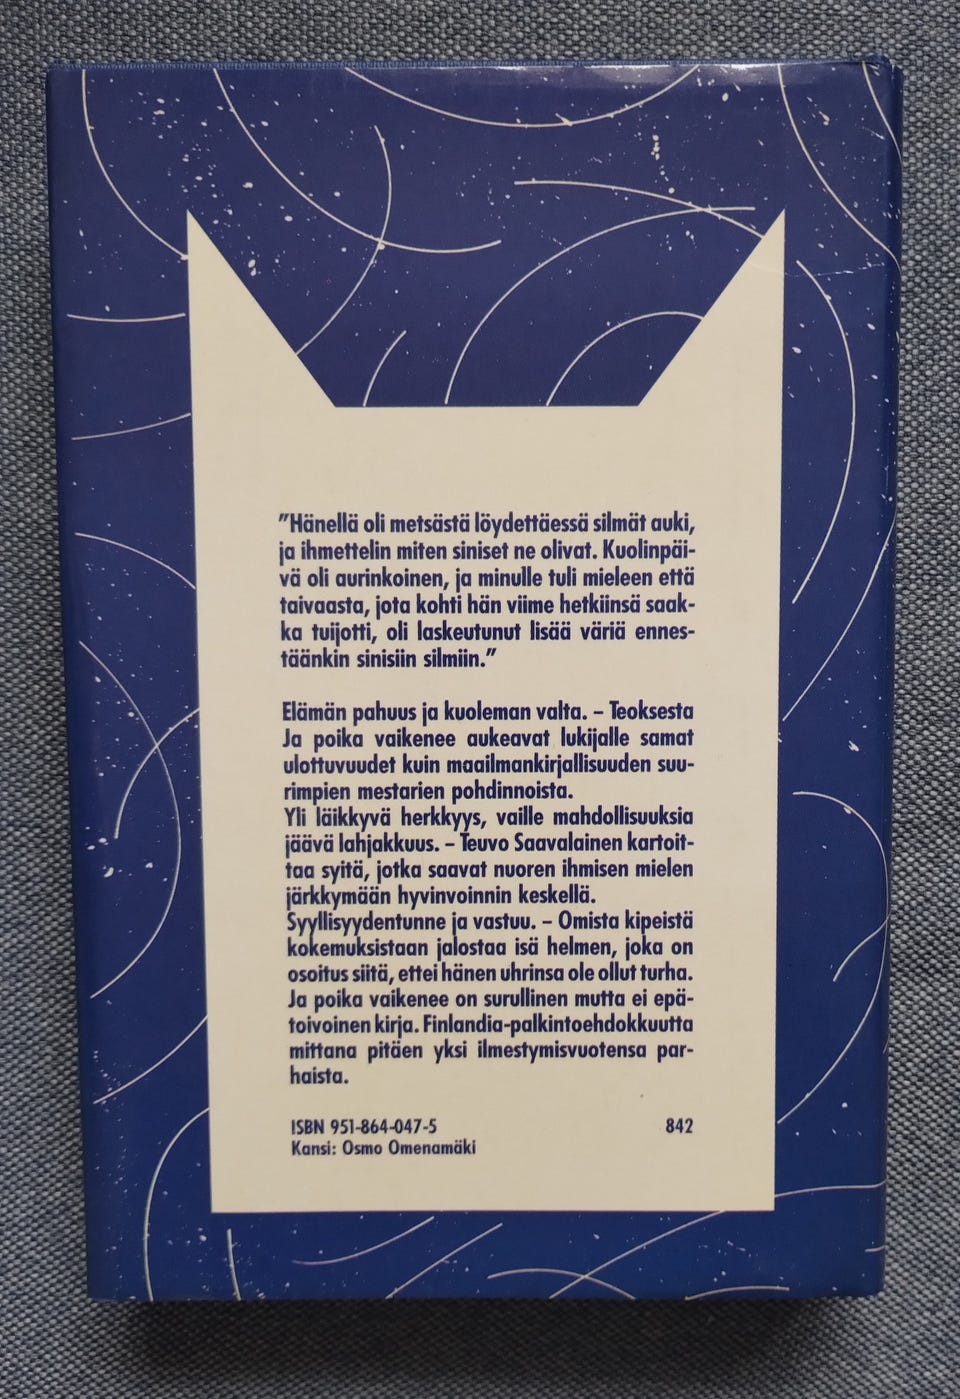 "Hänellä oli metsästä löydettäessä silmät auki,
ja ihmettelin miten siniset ne olivat. Kuolinpäi-
vä oli aurinkoinen, ja minulle tuli mieleen että
taivaasta, jota kohti hän viime hetkiinsä saak-
ka tuijotti, oli laskeutunut lisää väriä ennes-
täänkin sinisiin silmiin."
Elämän pahuus ja kuoleman valta. – Teoksesta
Ja poika vaikenee aukeavat lukijalle samat
ulottuvuudet kuin maailmankirjallisuuden suu-
rimpien mestarien pohdinnoista.
Yli läikkyvä herkkyys, vaille mahdollisuuksia
jäävä lahjakkuus. – Teuvo Saavalainen kartoit-
taa syitä, jotka saavat nuoren ihmisen mielen
järkkymään hyvinvoinnin keskellä.
Syyllisyydentunne ja vastuu. – Omista kipeistä
kokemuksistaan jalostaa isä helmen, joka on
osoitus siitä, ettei hänen uhrinsa ole ollut turha.
Ja poika vaikenee on surullinen mutta ei epä-
toivoinen kirja. Finlandia-palkintoehdokkuutta
mittana pitäen yksi ilmestymisvuotensa par-
haista.
ISBN 951-864-047-5 842
Kansi: Osmo Omenamäki